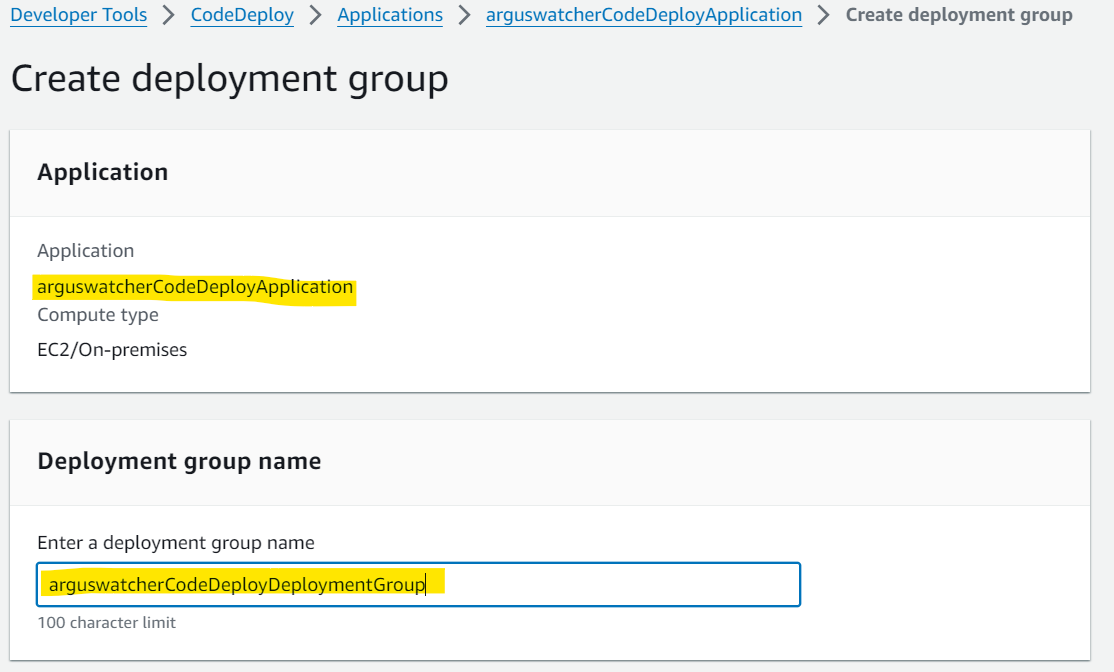 Developer Tools > CodeDeploy > Applications > arguswatcherCodeDeployApplication > Create deployment group
Create deployment group
Application
Application
arguswatcherCodeDeployApplication
Compute type
EC2/On-premises
Deployment group name
Enter a deployment group name
arguswatcherCodeDeployDeploymentGroup
100 character limit